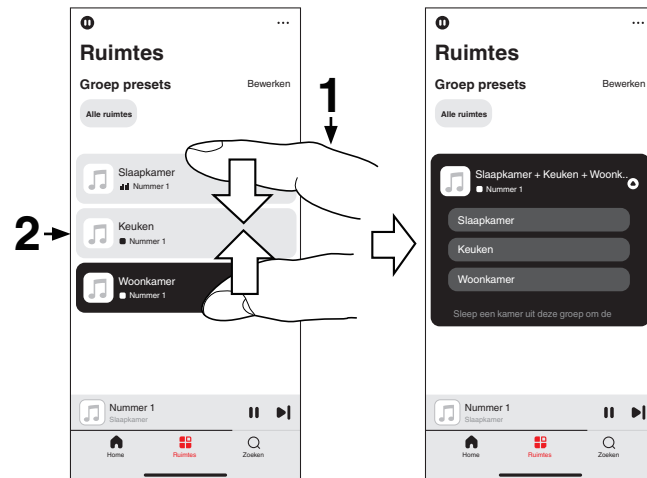 ...
Ruimtes
Groep presets Bewerken
Alle ruimtes
1
Slaapkamer
Nummer 1
2
Keuken
Nummer 1
Woonkamer
Nummer 1
Nummer 1
Slaapkamer
Home Ruimtes Zoeken
...
Ruimtes
Groep presets Bewerken
Alle ruimtes
Slaapkamer + Keuken + Woonk..
Nummer 1
Slaapkamer
Keuken
Woonkamer
Sleep een kamer uit deze groep om de
Nummer 1
Slaapkamer
Home Ruimtes Zoeken